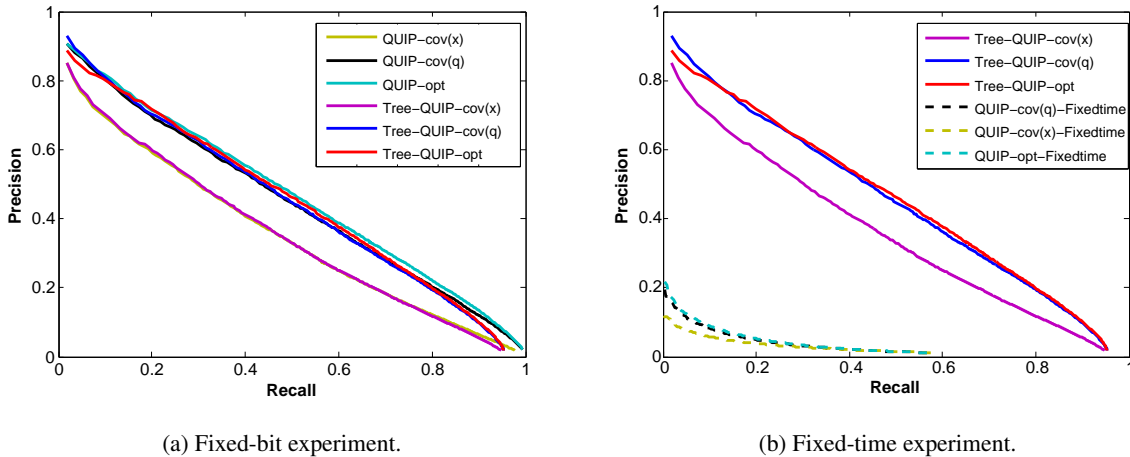 QUIP−cov(x)
QUIP−cov(q)
QUIP−opt
Tree−QUIP−cov(x)
Tree−QUIP−cov(q)
Tree−QUIP−opt
Precision
1
0.8
0.6
0.4
0.2
0
0 0.2 0.4 0.6 0.8 1
Recall
(a) Fixed-bit experiment.
Tree−QUIP−cov(x)
Tree−QUIP−cov(q)
Tree−QUIP−opt
QUIP−cov(q)−Fixedtime
QUIP−cov(x)−Fixedtime
QUIP−opt−Fixedtime
Precision
1
0.8
0.6
0.4
0.2
0
0 0.2 0.4 0.6 0.8 1
Recall
(b) Fixed-time experiment.